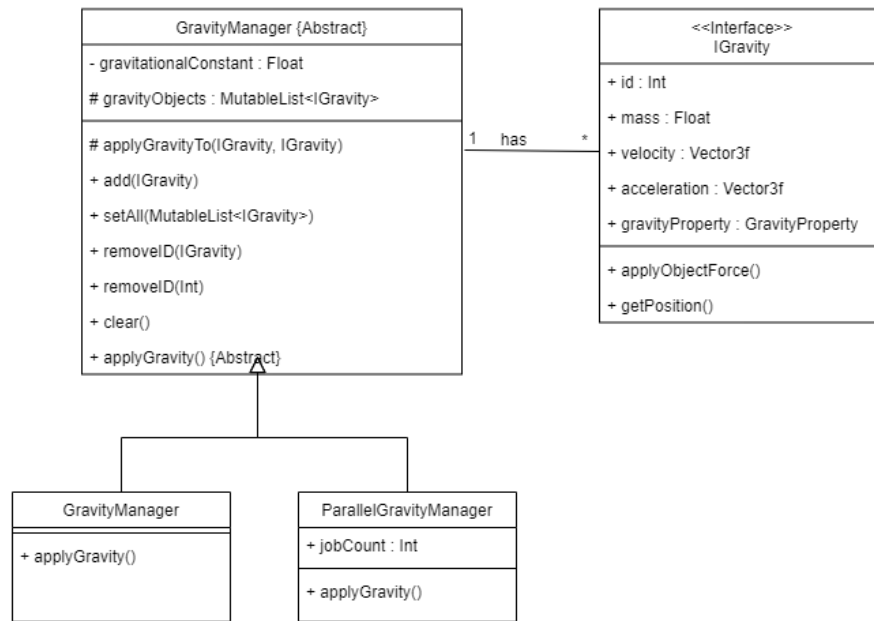 GravityManager {Abstract}
- gravitationalConstant : Float
# gravityObjects : MutableList<IGravity>
# applyGravityTo(IGravity, IGravity)
+ add(IGravity)
+ setAll(MutableList<IGravity>)
+ removeID(IGravity)
+ removeID(Int)
+ clear()
+ applyGravity() {Abstract}
1 has *
<<Interface>>
IGravity
+ id : Int
+ mass : Float
+ velocity : Vector3f
+ acceleration : Vector3f
+ gravityProperty : GravityProperty
+ applyObjectForce()
+ getPosition()
GravityManager
+ applyGravity()
ParallelGravityManager
+ jobCount : Int
+ applyGravity()